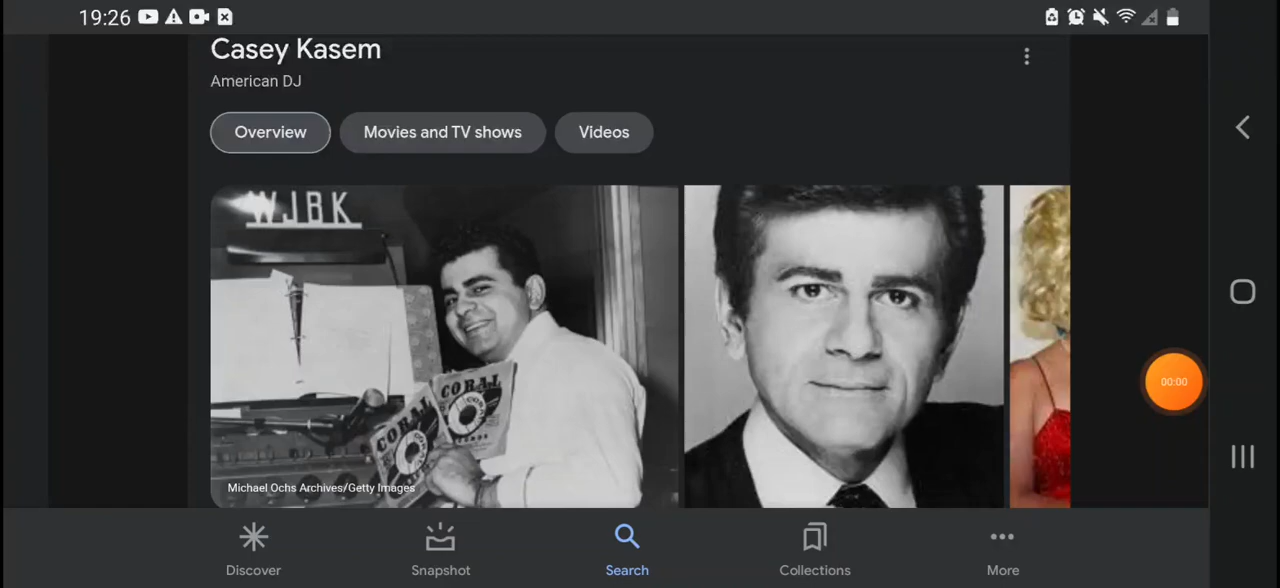 19:26
Casey Kasem
American DJ
Overview Movies and TV shows Videos
WJBK
CORAL
CORAL
Michael Ochs Archives/Getty Images
00:00
Discover Snapshot Search Collections More